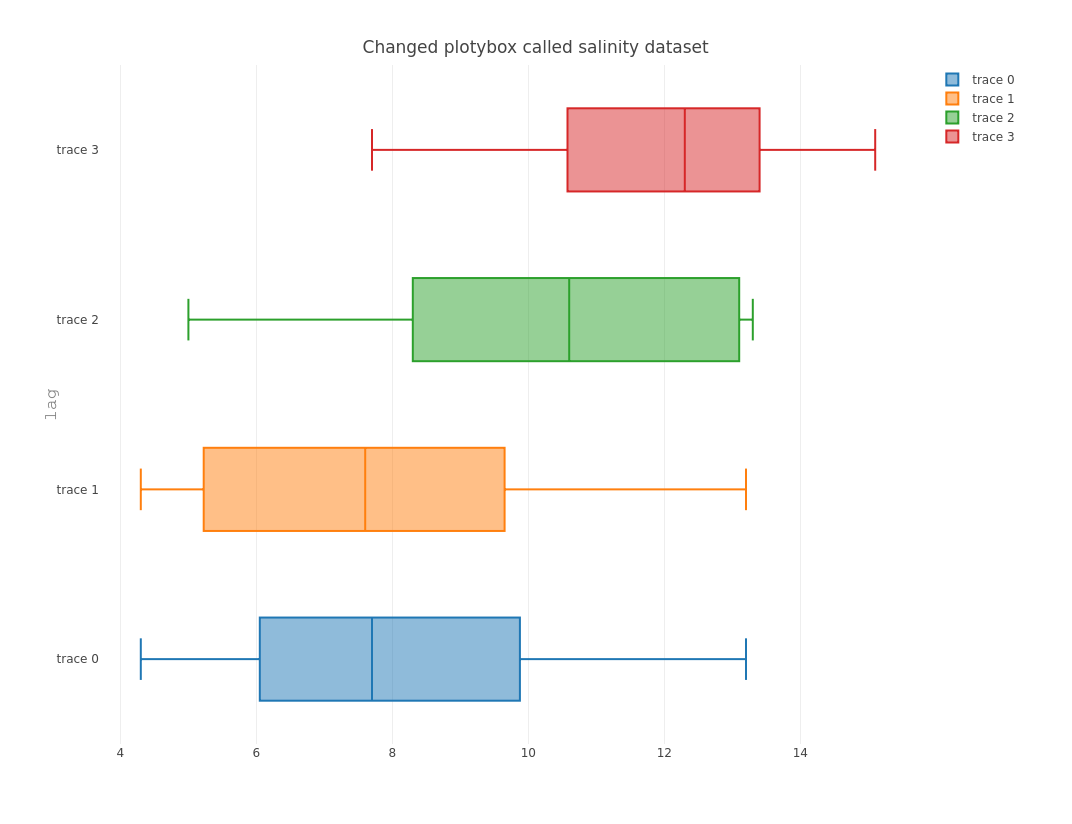 Changed plotybox called salinity dataset
trace 0
trace 1
trace 2
trace 3
trace 3
trace 2
lag
trace 1
trace 0
4 6 8 10 12 14